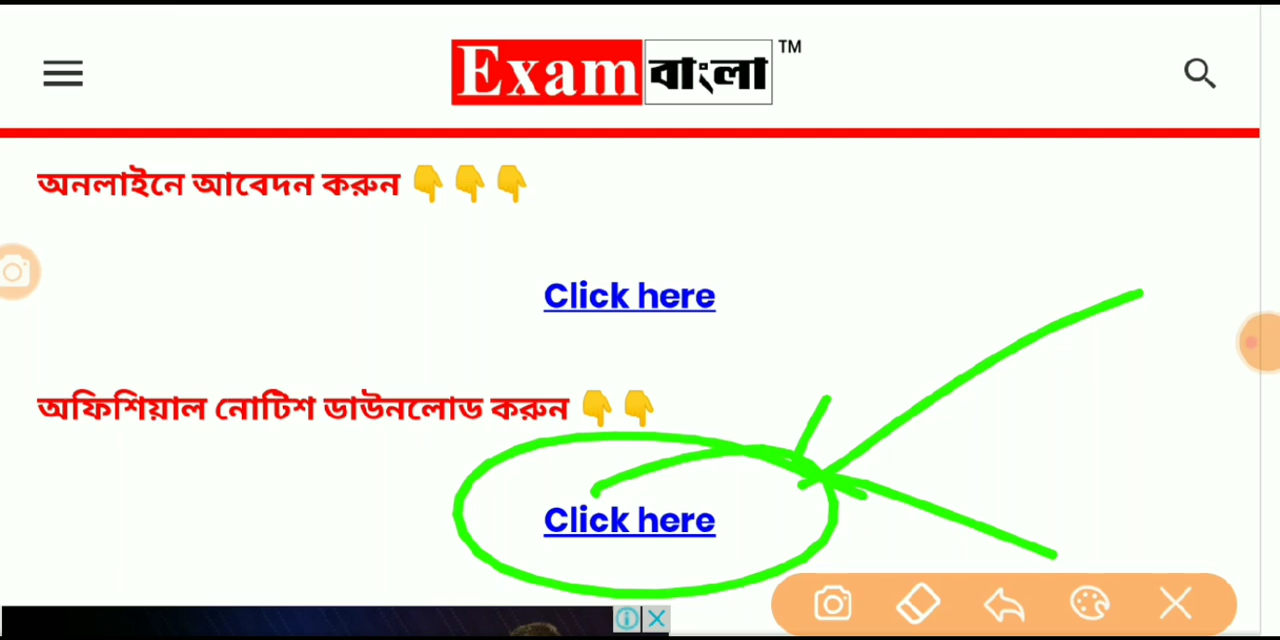 Exam বাংলা ™
অনলাইনে আবেদন করুন 👇👇👇
Click here
অফিশিয়াল নোটিশ ডাউনলোড করুন 👇👇
Click here